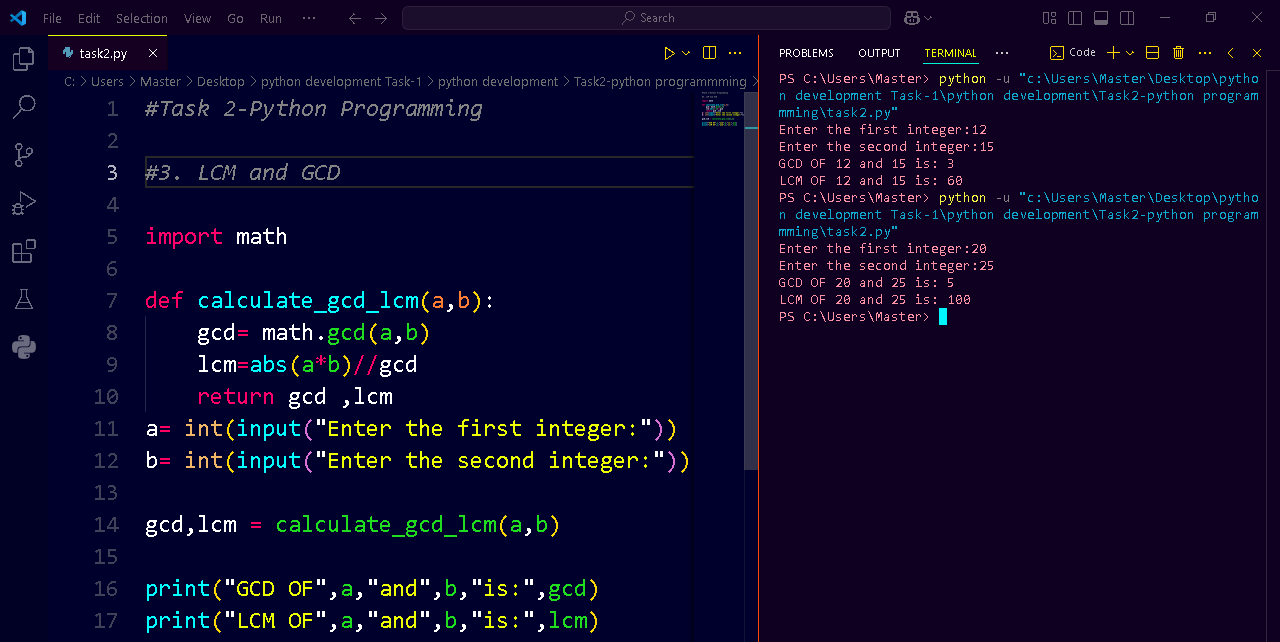 File Edit Selection View Go Run ··· Search
task2.py
C: > Users > Master > Desktop > python development Task-1 > python development > Task2-python programmming >
1 #Task 2-Python Programming
2
3 #3. LCM and GCD
4
5 import math
6
7 def calculate_gcd_lcm(a,b):
8 gcd= math.gcd(a,b)
9 lcm=abs(a*b)//gcd
10 return gcd ,lcm
11 a= int(input("Enter the first integer:"))
12 b= int(input("Enter the second integer:"))
13
14 gcd,lcm = calculate_gcd_lcm(a,b)
15
16 print("GCD OF",a,"and",b,"is:",gcd)
17 print("LCM OF",a,"and",b,"is:",lcm)
PROBLEMS OUTPUT TERMINAL ··· Code
PS C:\Users\Master> python -u "c:\Users\Master\Desktop\pytho
n development Task-1\python development\Task2-python program
mming\task2.py"
Enter the first integer:12
Enter the second integer:15
GCD OF 12 and 15 is: 3
LCM OF 12 and 15 is: 60
PS C:\Users\Master> python -u "c:\Users\Master\Desktop\pytho
n development Task-1\python development\Task2-python program
mming\task2.py"
Enter the first integer:20
Enter the second integer:25
GCD OF 20 and 25 is: 5
LCM OF 20 and 25 is: 100
PS C:\Users\Master>